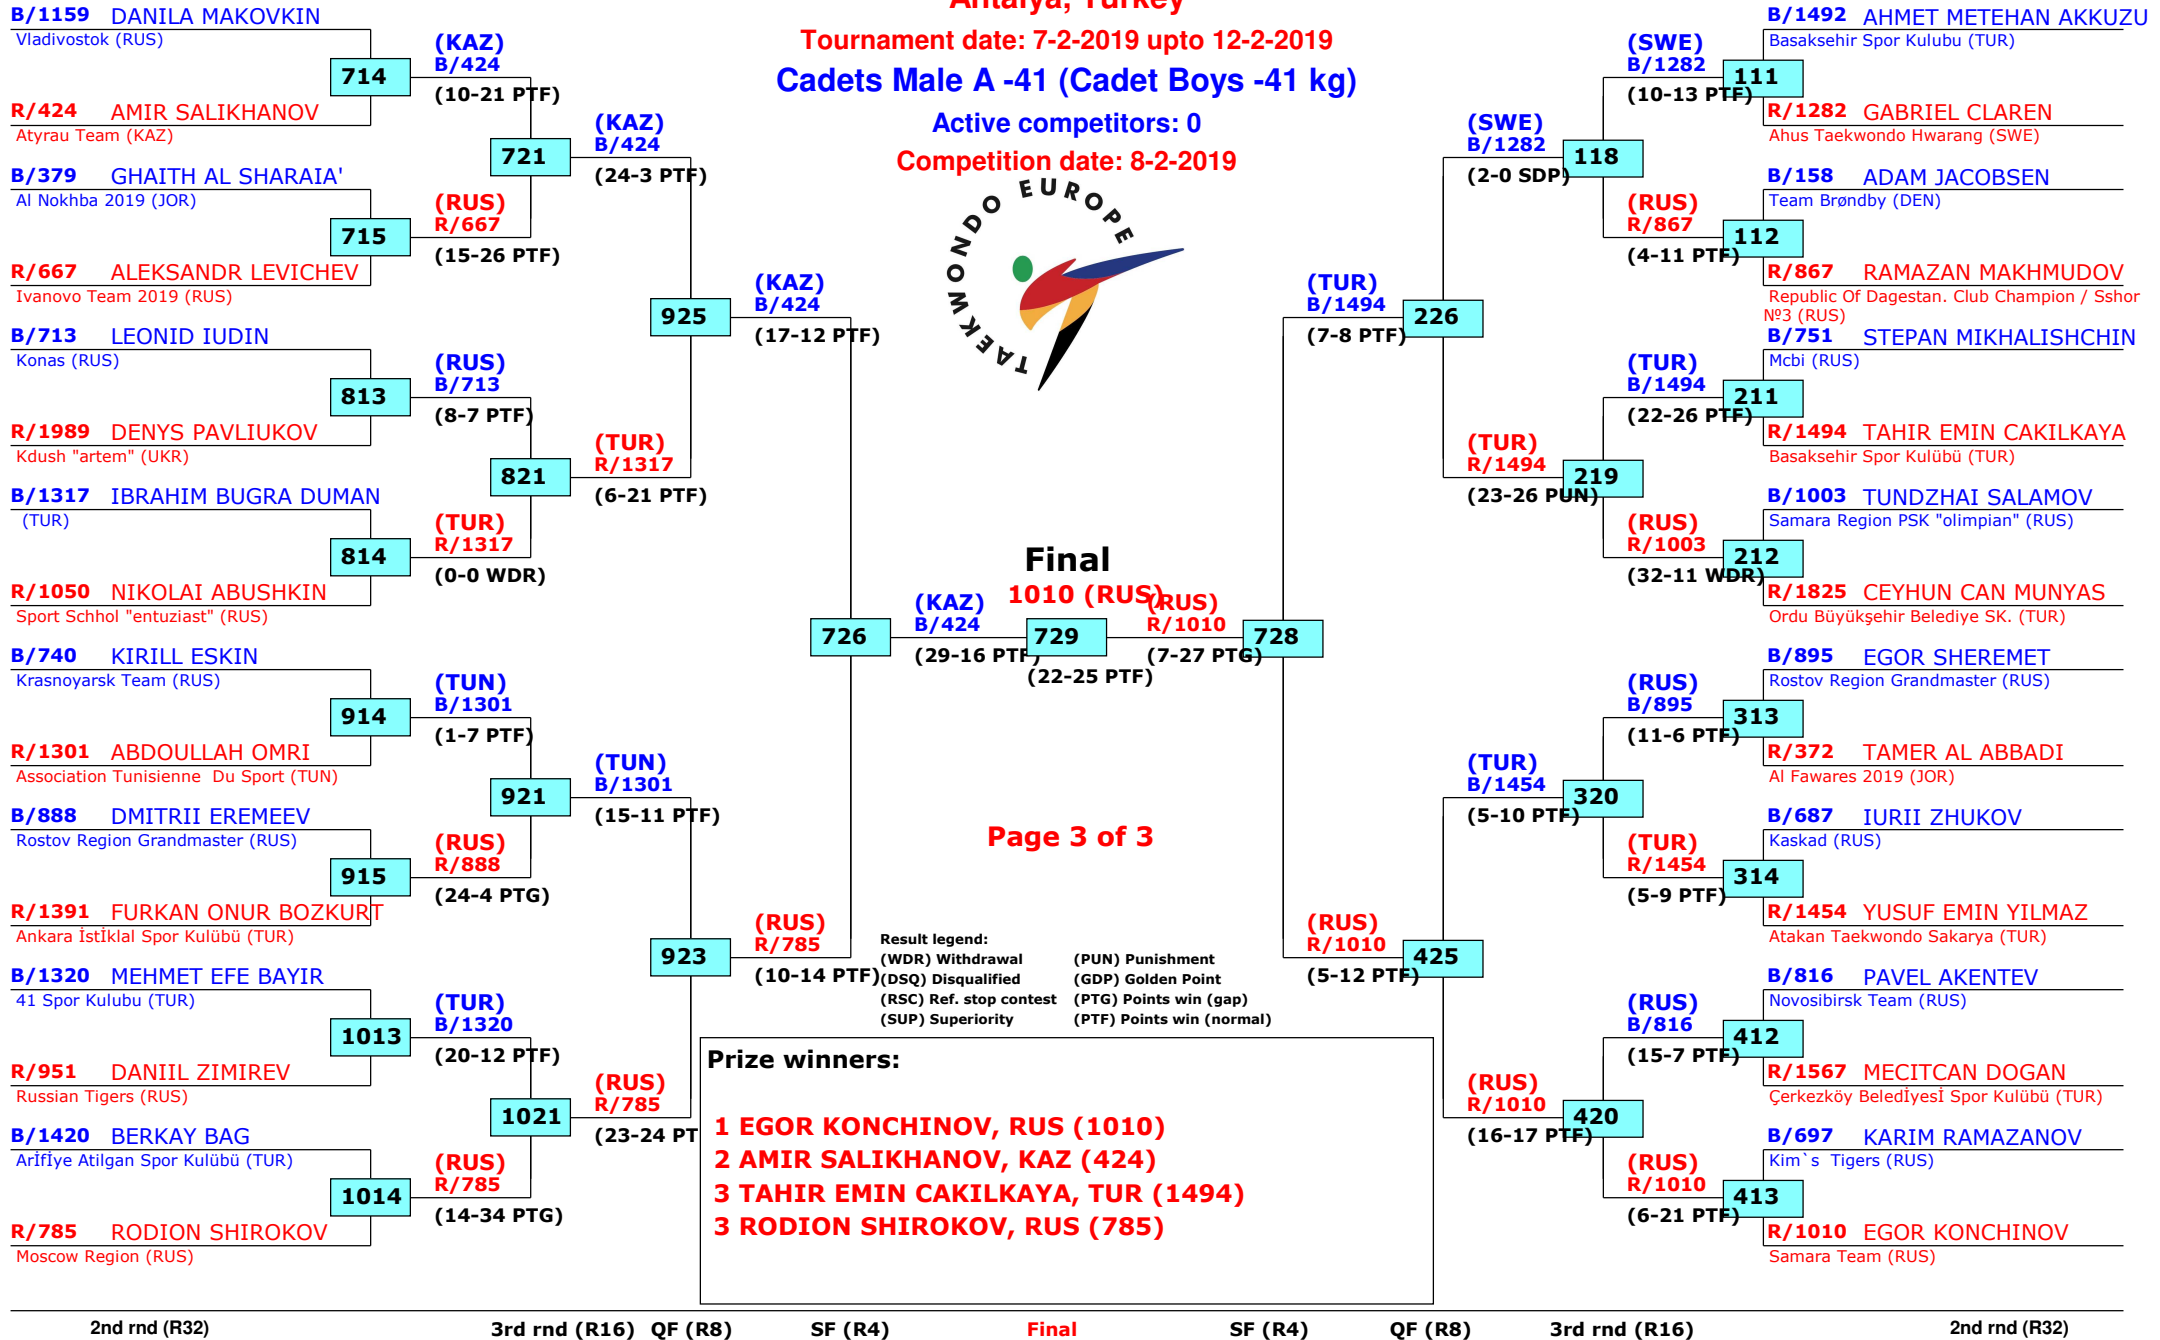 Antalya, Turkey
Tournament date: 7-2-2019 upto 12-2-2019
Cadets Male A -41 (Cadet Boys -41 kg)
Active competitors: 0
Competition date: 8-2-2019
TAEKWONDO EUROPE
B/1159 DANILA MAKOVKIN
Vladivostok (RUS)
714
R/424 AMIR SALIKHANOV
Atyrau Team (KAZ)
B/379 GHAITH AL SHARAIA'
Al Nokhba 2019 (JOR)
715
R/667 ALEKSANDR LEVICHEV
Ivanovo Team 2019 (RUS)
B/713 LEONID IUDIN
Konas (RUS)
813
R/1989 DENYS PAVLIUKOV
Kdush "artem" (UKR)
B/1317 IBRAHIM BUGRA DUMAN
(TUR)
814
R/1050 NIKOLAI ABUSHKIN
Sport Schhol "entuziast" (RUS)
B/740 KIRILL ESKIN
Krasnoyarsk Team (RUS)
914
R/1301 ABDOULLAH OMRI
Association Tunisienne Du Sport (TUN)
B/888 DMITRII EREMEEV
Rostov Region Grandmaster (RUS)
915
R/1391 FURKAN ONUR BOZKURT
Ankara İstİklal Spor Kulübü (TUR)
B/1320 MEHMET EFE BAYIR
41 Spor Kulubu (TUR)
1013
R/951 DANIIL ZIMIREV
Russian Tigers (RUS)
B/1420 BERKAY BAG
Arİfİye Atilgan Spor Kulübü (TUR)
1014
R/785 RODION SHIROKOV
Moscow Region (RUS)
(KAZ)
B/424
(10-21 PTF)
721
(RUS)
R/667
(15-26 PTF)
(RUS)
B/713
(8-7 PTF)
821
(TUR)
R/1317
(0-0 WDR)
(TUN)
B/1301
(1-7 PTF)
921
(RUS)
R/888
(24-4 PTG)
(TUR)
B/1320
(20-12 PTF)
1021
(RUS)
R/785
(14-34 PTG)
(KAZ)
B/424
(24-3 PTF)
925
(TUR)
R/1317
(6-21 PTF)
(TUN)
B/1301
(15-11 PTF)
923
(RUS)
R/785
(23-24 PT
(KAZ)
B/424
(17-12 PTF)
726
(RUS)
R/785
(10-14 PTF)
Final
1010 (RUS)
(KAZ)
B/424
(29-16 PTF)
729
(22-25 PTF)
(RUS)
R/1010
(7-27 PTG)
728
Page 3 of 3
(TUR)
B/1494
(7-8 PTF)
226
(RUS)
R/1010
(5-12 PTF)
425
(SWE)
B/1282
(2-0 SDP)
118
(TUR)
R/1494
(23-26 PUN)
219
(TUR)
B/1454
(5-10 PTF)
320
(RUS)
R/1010
(16-17 PTF)
420
(SWE)
B/1282
(10-13 PTF)
111
(RUS)
R/867
(4-11 PTF)
112
(TUR)
B/1494
(22-26 PTF)
211
(RUS)
R/1003
(32-11 WDR)
212
(RUS)
B/895
(11-6 PTF)
313
(TUR)
R/1454
(5-9 PTF)
314
(RUS)
B/816
(15-7 PTF)
412
(RUS)
R/1010
(6-21 PTF)
413
B/1492 AHMET METEHAN AKKUZU
Basaksehir Spor Kulubu (TUR)
R/1282 GABRIEL CLAREN
Ahus Taekwondo Hwarang (SWE)
B/158 ADAM JACOBSEN
Team Brøndby (DEN)
R/867 RAMAZAN MAKHMUDOV
Republic Of Dagestan. Club Champion / Sshor
№3 (RUS)
B/751 STEPAN MIKHALISHCHIN
Mcbi (RUS)
R/1494 TAHIR EMIN CAKILKAYA
Basaksehir Spor Kulübü (TUR)
B/1003 TUNDZHAI SALAMOV
Samara Region PSK "olimpian" (RUS)
R/1825 CEYHUN CAN MUNYAS
Ordu Büyükşehir Belediye SK. (TUR)
B/895 EGOR SHEREMET
Rostov Region Grandmaster (RUS)
R/372 TAMER AL ABBADI
Al Fawares 2019 (JOR)
B/687 IURII ZHUKOV
Kaskad (RUS)
R/1454 YUSUF EMIN YILMAZ
Atakan Taekwondo Sakarya (TUR)
B/816 PAVEL AKENTEV
Novosibirsk Team (RUS)
R/1567 MECITCAN DOGAN
Çerkezköy Beledİyesİ Spor Kulübü (TUR)
B/697 KARIM RAMAZANOV
Kim`s Tigers (RUS)
R/1010 EGOR KONCHINOV
Samara Team (RUS)
Result legend:
(WDR) Withdrawal (PUN) Punishment
(DSQ) Disqualified (GDP) Golden Point
(RSC) Ref. stop contest (PTG) Points win (gap)
(SUP) Superiority (PTF) Points win (normal)
Prize winners:
1 EGOR KONCHINOV, RUS (1010)
2 AMIR SALIKHANOV, KAZ (424)
3 TAHIR EMIN CAKILKAYA, TUR (1494)
3 RODION SHIROKOV, RUS (785)
2nd rnd (R32) 3rd rnd (R16) QF (R8) SF (R4) Final SF (R4) QF (R8) 3rd rnd (R16) 2nd rnd (R32)